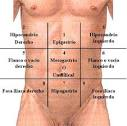 Hipocondrio Derecho
1 Epigastrio
Hipocondrio izquierdo
Flanco o vacío derecho
Mesogastrio o Umbilical
Flanco o vacío izquierdo
Fosa iliaca derecha
Hipogastrio
Fosa iliaca izquierda